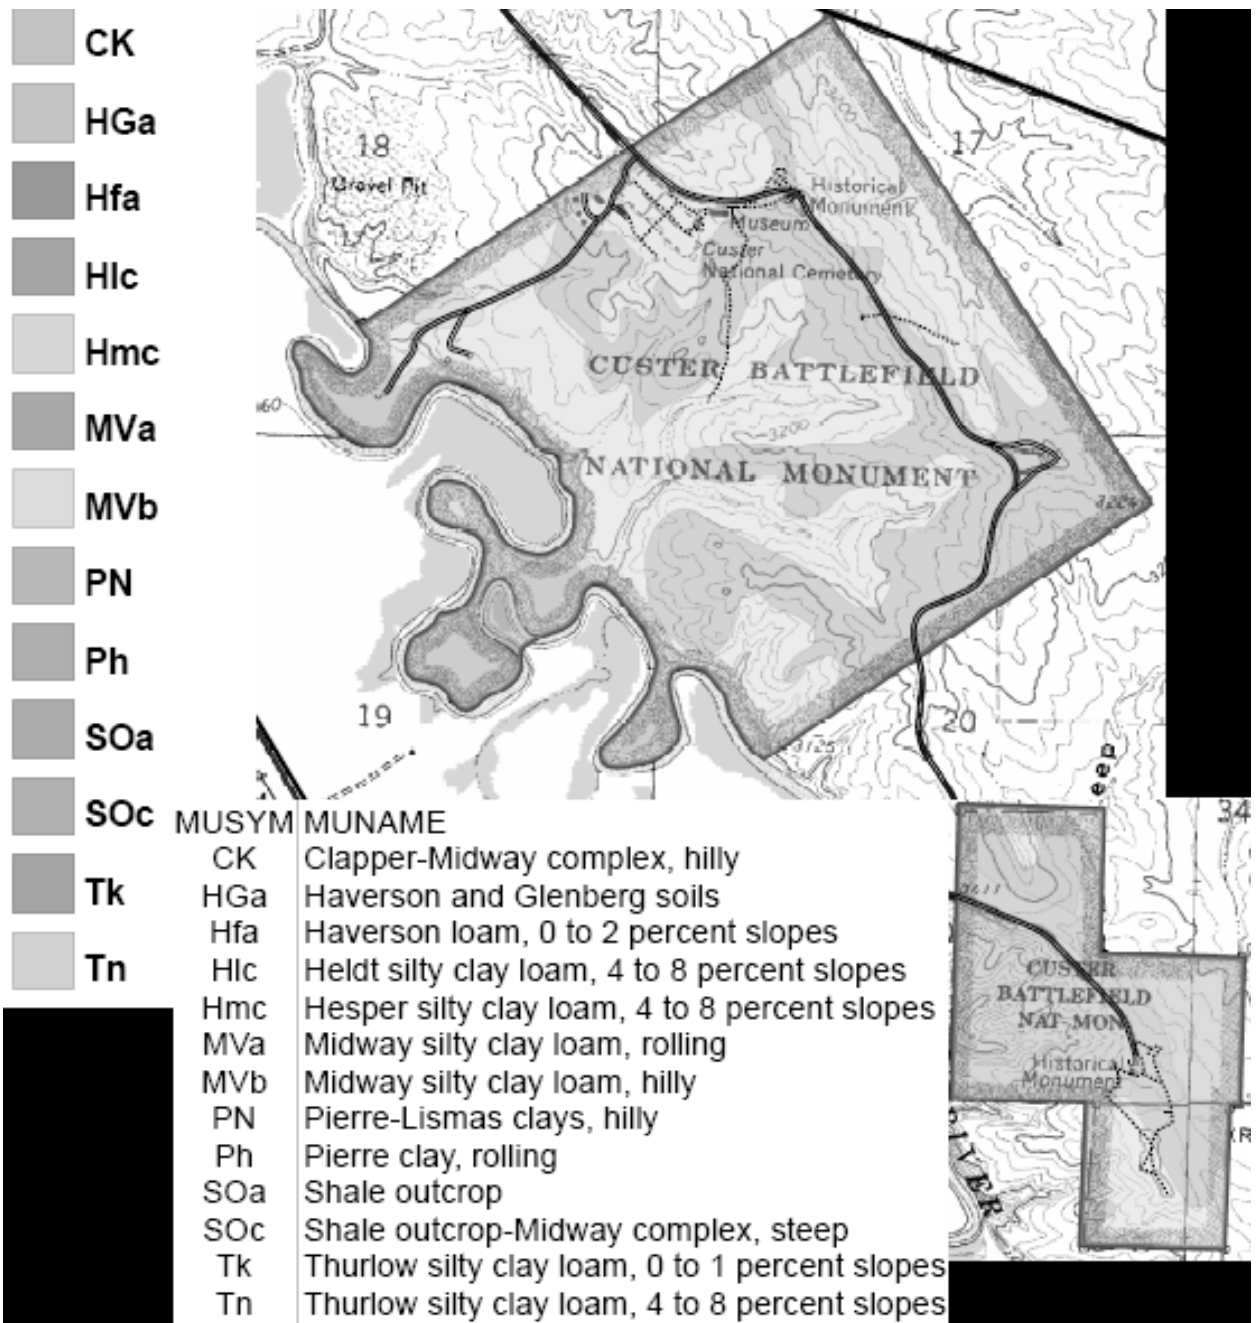 CK
HGa
Hfa
Hlc
Hmc
MVa
MVb
PN
Ph
SOa
SOc
Tk
Tn
18
Gravel Pit
17
3200
Historical
Monument
Museum
Custer
National Cemetery
CUSTER BATTLEFIELD
3200
NATIONAL MONUMENT
3224
19
20
3125
MUSYM MUNAME
CK Clapper-Midway complex, hilly
HGa Haverson and Glenberg soils
Hfa Haverson loam, 0 to 2 percent slopes
Hlc Heldt silty clay loam, 4 to 8 percent slopes
Hmc Hesper silty clay loam, 4 to 8 percent slopes
MVa Midway silty clay loam, rolling
MVb Midway silty clay loam, hilly
PN Pierre-Lismas clays, hilly
Ph Pierre clay, rolling
SOa Shale outcrop
SOc Shale outcrop-Midway complex, steep
Tk Thurlow silty clay loam, 0 to 1 percent slopes
Tn Thurlow silty clay loam, 4 to 8 percent slopes
34
3411
CUSTER
BATTLEFIELD
NAT MON
Historical
Monument
RIVER